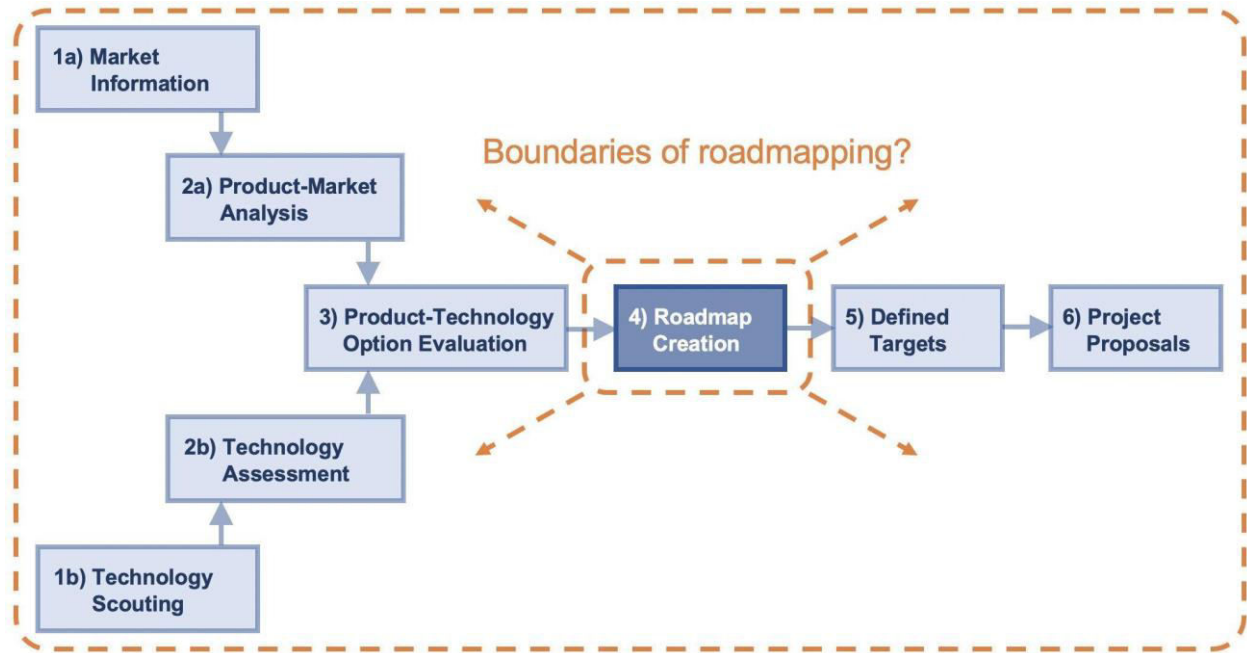 1a) Market
Information
Boundaries of roadmapping?
2a) Product-Market
Analysis
3) Product-Technology
Option Evaluation
4) Roadmap
Creation
5) Defined
Targets
6) Project
Proposals
2b) Technology
Assessment
1b) Technology
Scouting